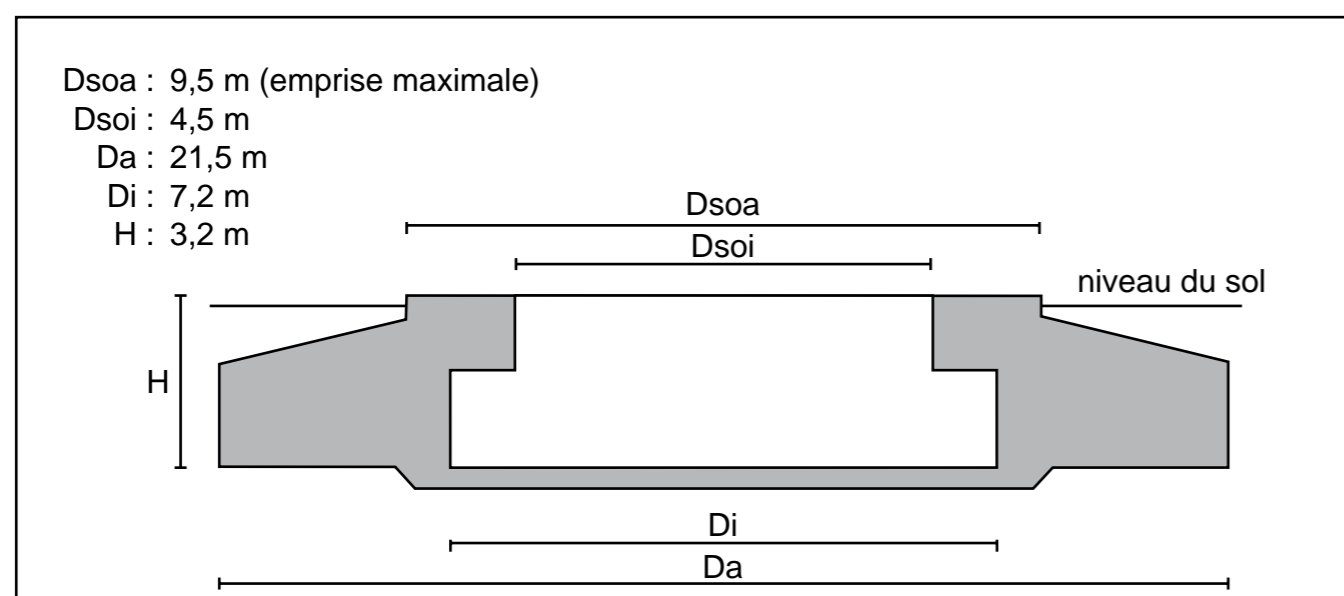 Dsoa : 9,5 m (emprise maximale)
Dsoi : 4,5 m
Da : 21,5 m
Di : 7,2 m
H : 3,2 m
Dsoa
Dsoi
niveau du sol
H
Di
Da